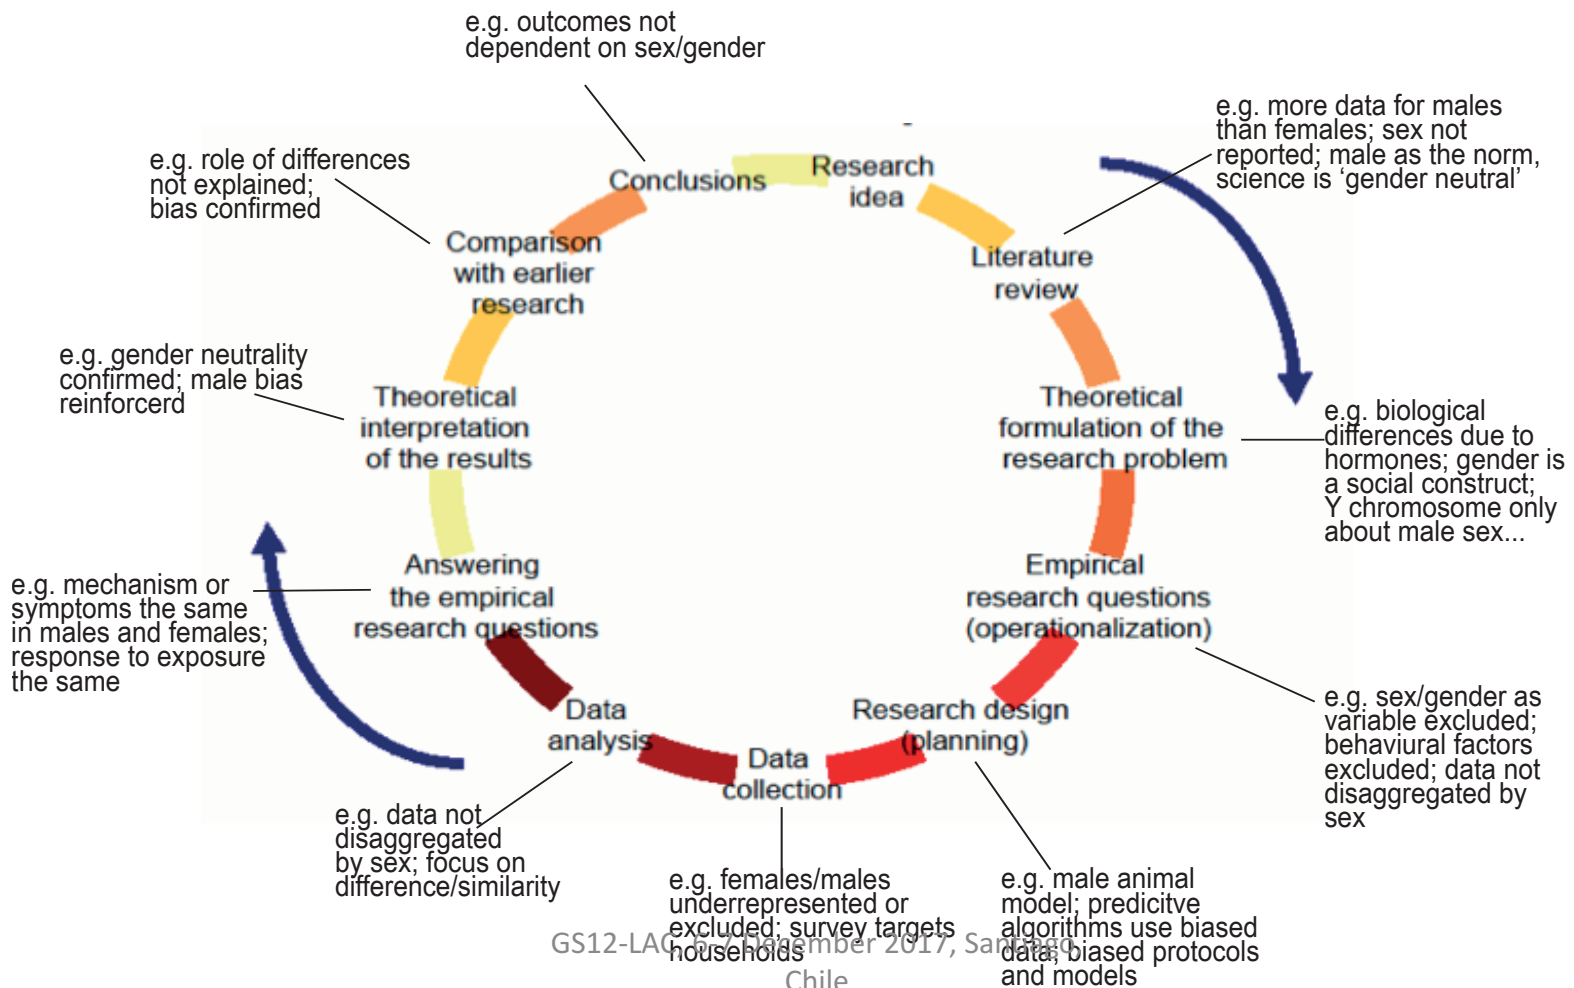 e.g. outcomes not
dependent on sex/gender
e.g. more data for males
than females; sex not
reported; male as the norm,
science is ‘gender neutral’
e.g. role of differences
not explained;
bias confirmed
Conclusions
Research
idea
Comparison
with earlier
research
Literature
review
e.g. gender neutrality
confirmed; male bias
reinforcerd
Theoretical
interpretation
of the results
Theoretical
formulation of the
research problem
e.g. biological
differences due to
hormones; gender is
a social construct;
Y chromosome only
about male sex...
Answering
the empirical
research questions
Empirical
research questions
(operationalization)
e.g. mechanism or
symptoms the same
in males and females;
response to exposure
the same
Data
analysis
Data
collection
Research design
(planning)
e.g. sex/gender as
variable excluded;
behaviural factors
excluded; data not
disaggregated by
sex
e.g. data not
disaggregated
by sex; focus on
difference/similarity
e.g. females/males
underrepresented or
excluded; survey targets
households
e.g. male animal
model; predicitve
algorithms use biased
data; biased protocols
and models
GS12-LAC, 6-7 December 2017, Santiago,
Chile